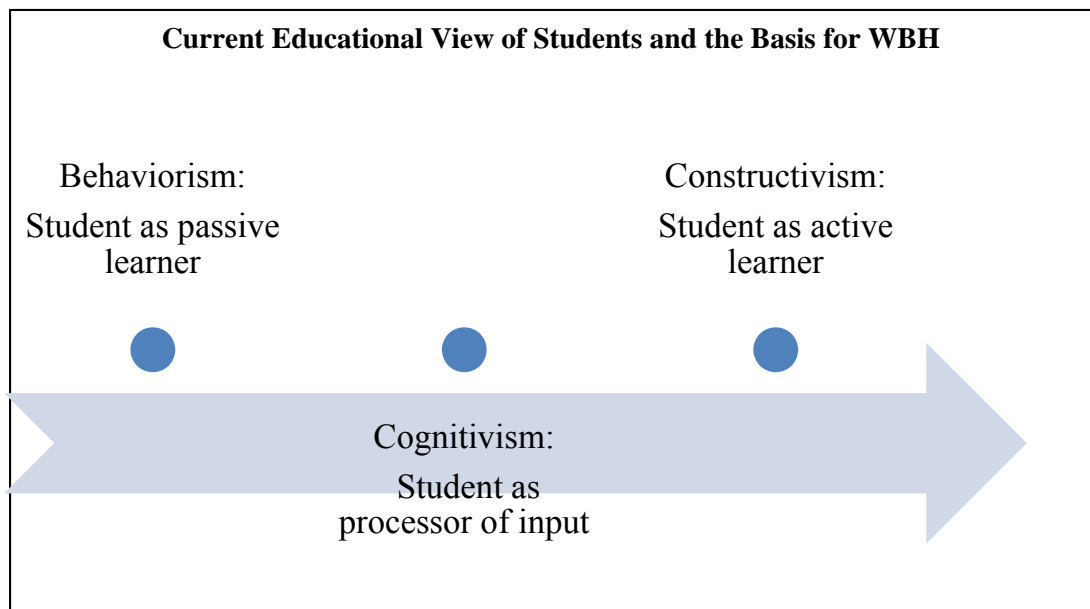 Current Educational View of Students and the Basis for WBH
Behaviorism:
Student as passive
learner
Constructivism:
Student as active
learner
Cognitivism:
Student as
processor of input